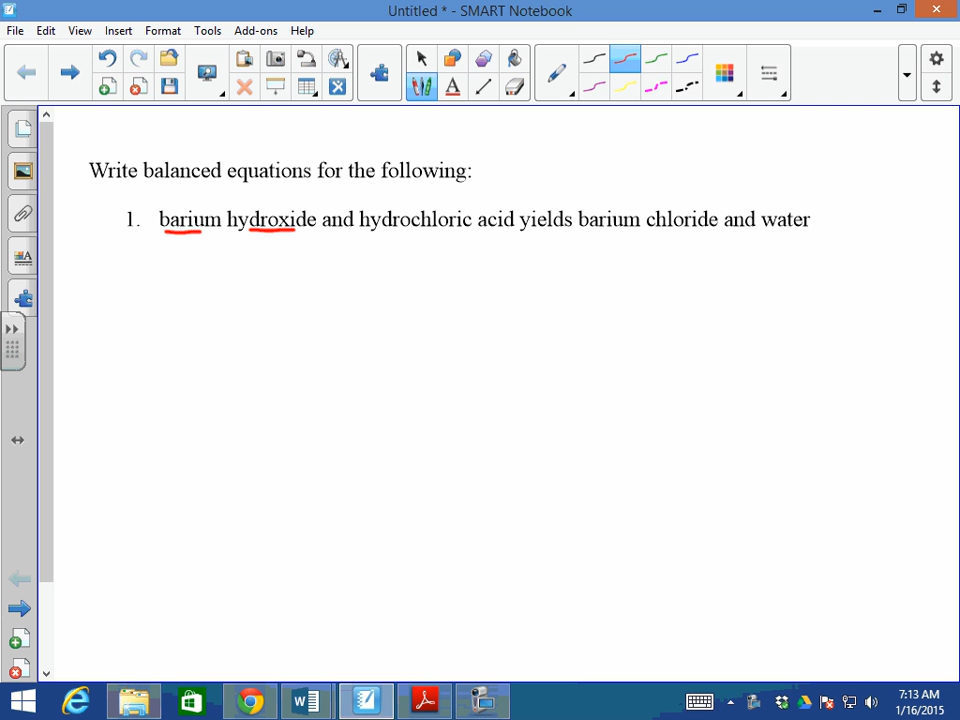 Untitled * - SMART Notebook
File Edit View Insert Format Tools Add-ons Help
Write balanced equations for the following:
1. barium hydroxide and hydrochloric acid yields barium chloride and water
7:13 AM
1/16/2015